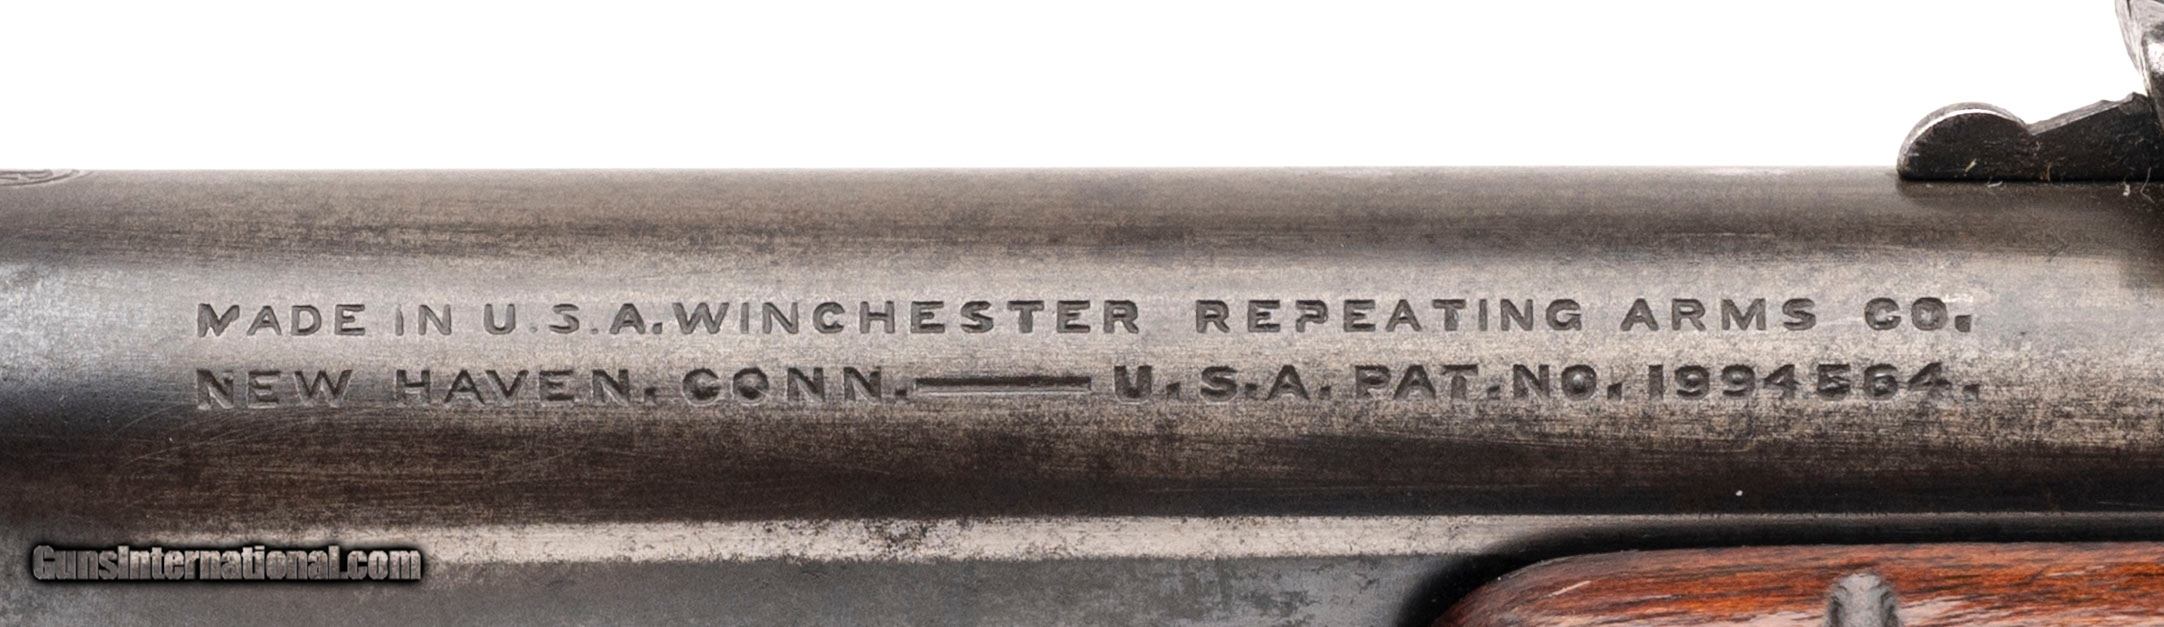 MADE IN U.S.A. WINCHESTER REPEATING ARMS CO.
NEW HAVEN. CONN. — U.S.A. PAT. NO. 1994564.
GunsInternational.com